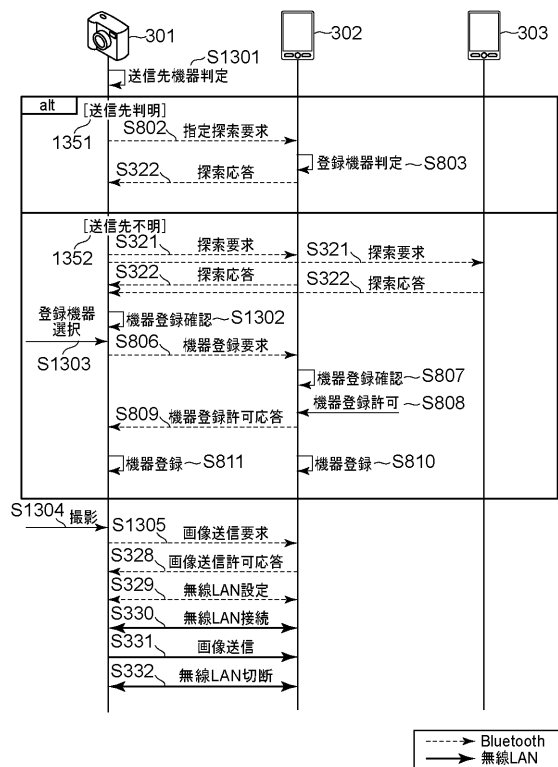 301
302
303
S1301
送信先機器判定
alt
[送信先判明]
1351
S802
指定探索要求
登録機器判定
S803
S322
探索応答
[送信先不明]
1352
S321
探索要求
S321
探索要求
S322
探索応答
S322
探索応答
登録機器
選択
S1303
機器登録確認
S1302
S806
機器登録要求
機器登録確認
S807
機器登録許可
S808
S809
機器登録許可応答
機器登録
S811
機器登録
S810
S1304
撮影
S1305
画像送信要求
S328
画像送信許可応答
S329
無線LAN設定
S330
無線LAN接続
S331
画像送信
S332
無線LAN切断
Bluetooth
無線LAN